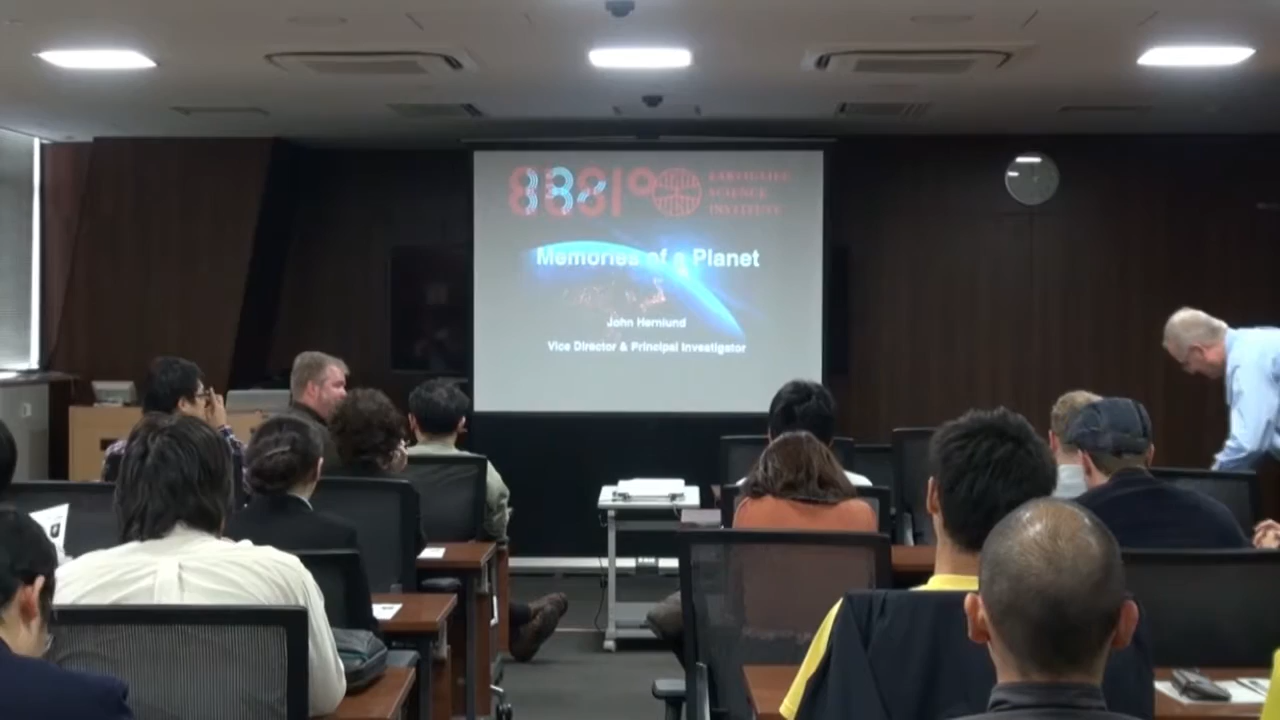 EARTH-LIFE
SCIENCE
INSTITUTE
Memories of a Planet
John Hernlund
Vice Director & Principal Investigator